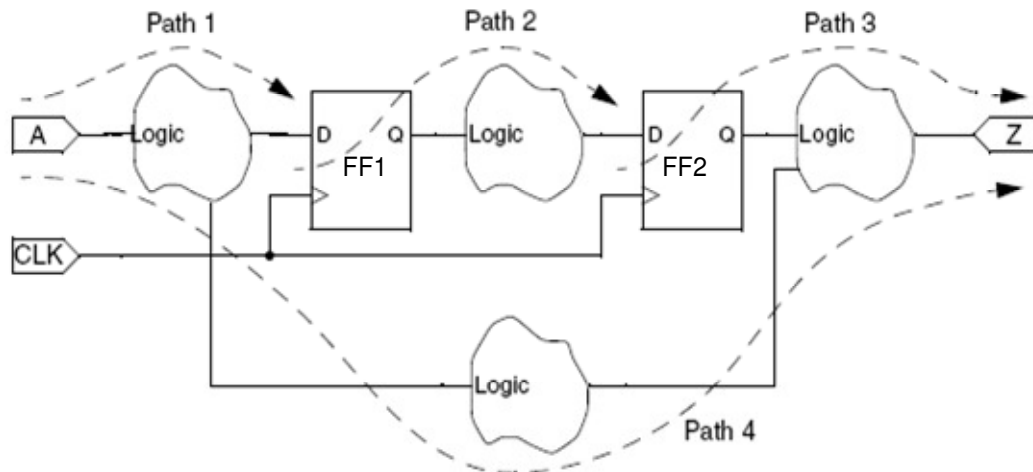 Path 1
Path 2
Path 3
A
Logic
D
Q
FF1
Logic
D
Q
FF2
Logic
Z
CLK
Logic
Path 4